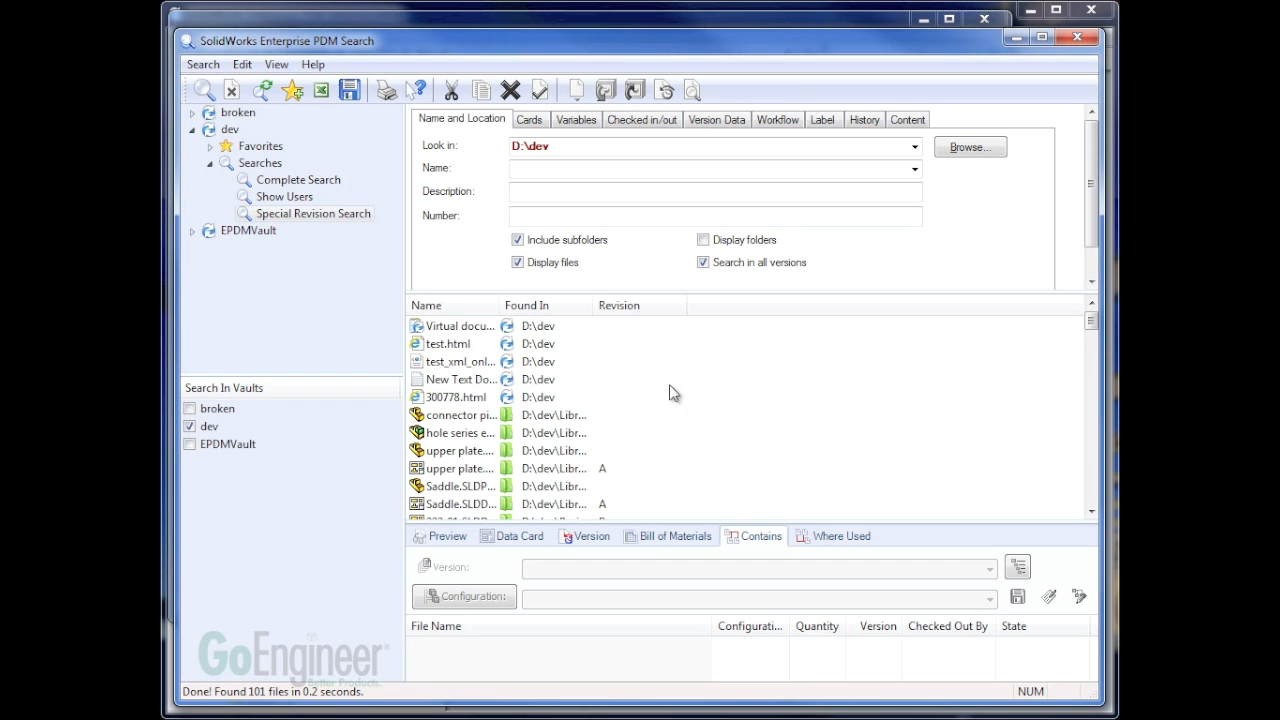 SolidWorks Enterprise PDM Search
Search Edit View Help
broken
dev
Favorites
Searches
Complete Search
Show Users
Special Revision Search
EPDMVault
Search In Vaults
broken
dev
EPDMVault
Name and Location Cards Variables Checked in/out Version Data Workflow Label History Content
Look in: D:\dev Browse...
Name:
Description:
Number:
Include subfolders Display folders
Display files Search in all versions
Name Found In Revision
Virtual docu... D:\dev
test.html D:\dev
test_xml_onl... D:\dev
New Text Do... D:\dev
300778.html D:\dev
connector pi... D:\dev\Libr...
hole series e... D:\dev\Libr...
upper plate.... D:\dev\Libr...
upper plate.... D:\dev\Libr... A
Saddle.SLDP... D:\dev\Libr...
Saddle.SLDD... D:\dev\Libr... A
Preview Data Card Version Bill of Materials Contains Where Used
Version:
Configuration:
File Name Configurati... Quantity Version Checked Out By State
GoEngineer
Better Products.
Done! Found 101 files in 0.2 seconds. NUM